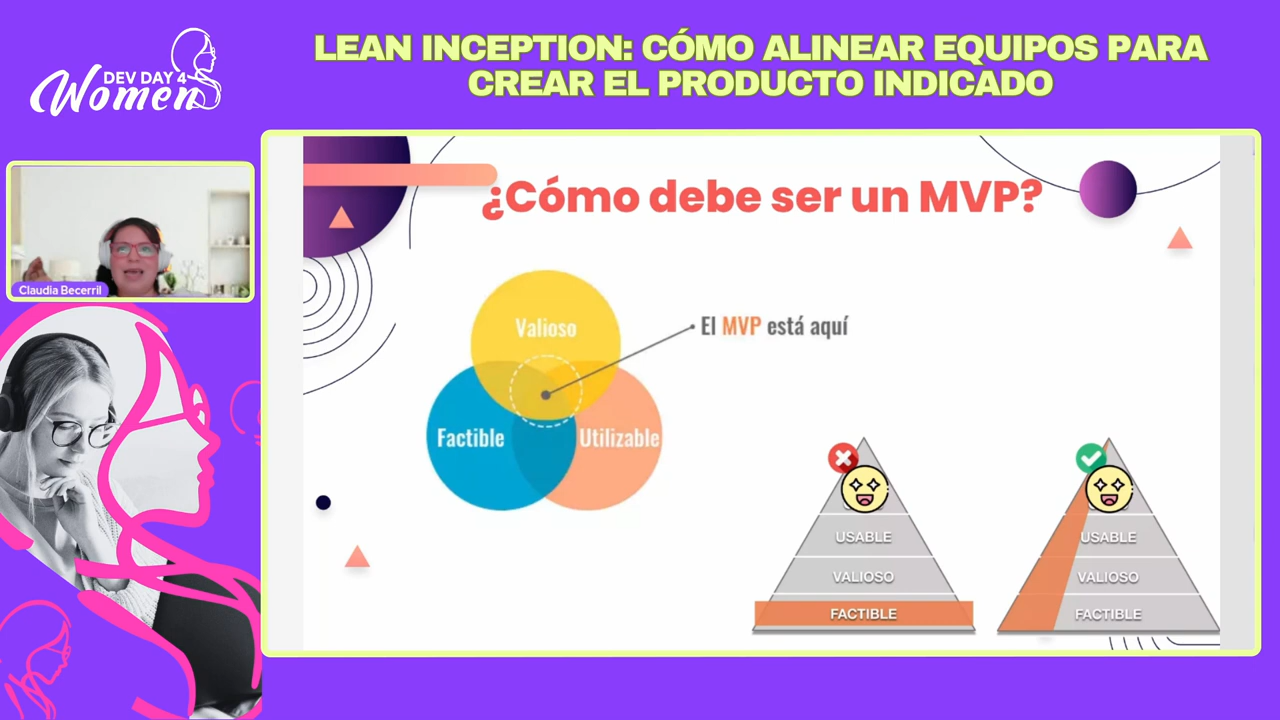 DEV DAY 4
Women
LEAN INCEPTION: CÓMO ALINEAR EQUIPOS PARA
CREAR EL PRODUCTO INDICADO
Claudia Becerril
¿Cómo debe ser un MVP?
Valioso
El MVP está aquí
Factible
Utilizable
USABLE
VALIOSO
FACTIBLE
USABLE
VALIOSO
FACTIBLE